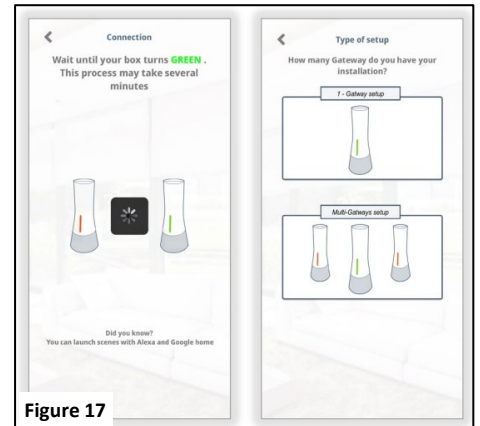 Connection
Wait until your box turns GREEN .
This process may take several
minutes
Did you know?
You can launch scenes with Alexa and Google home
Type of setup
How many Gateway do you have your
installation?
1 - Gatway setup
Multi-Gatways setup
Figure 17